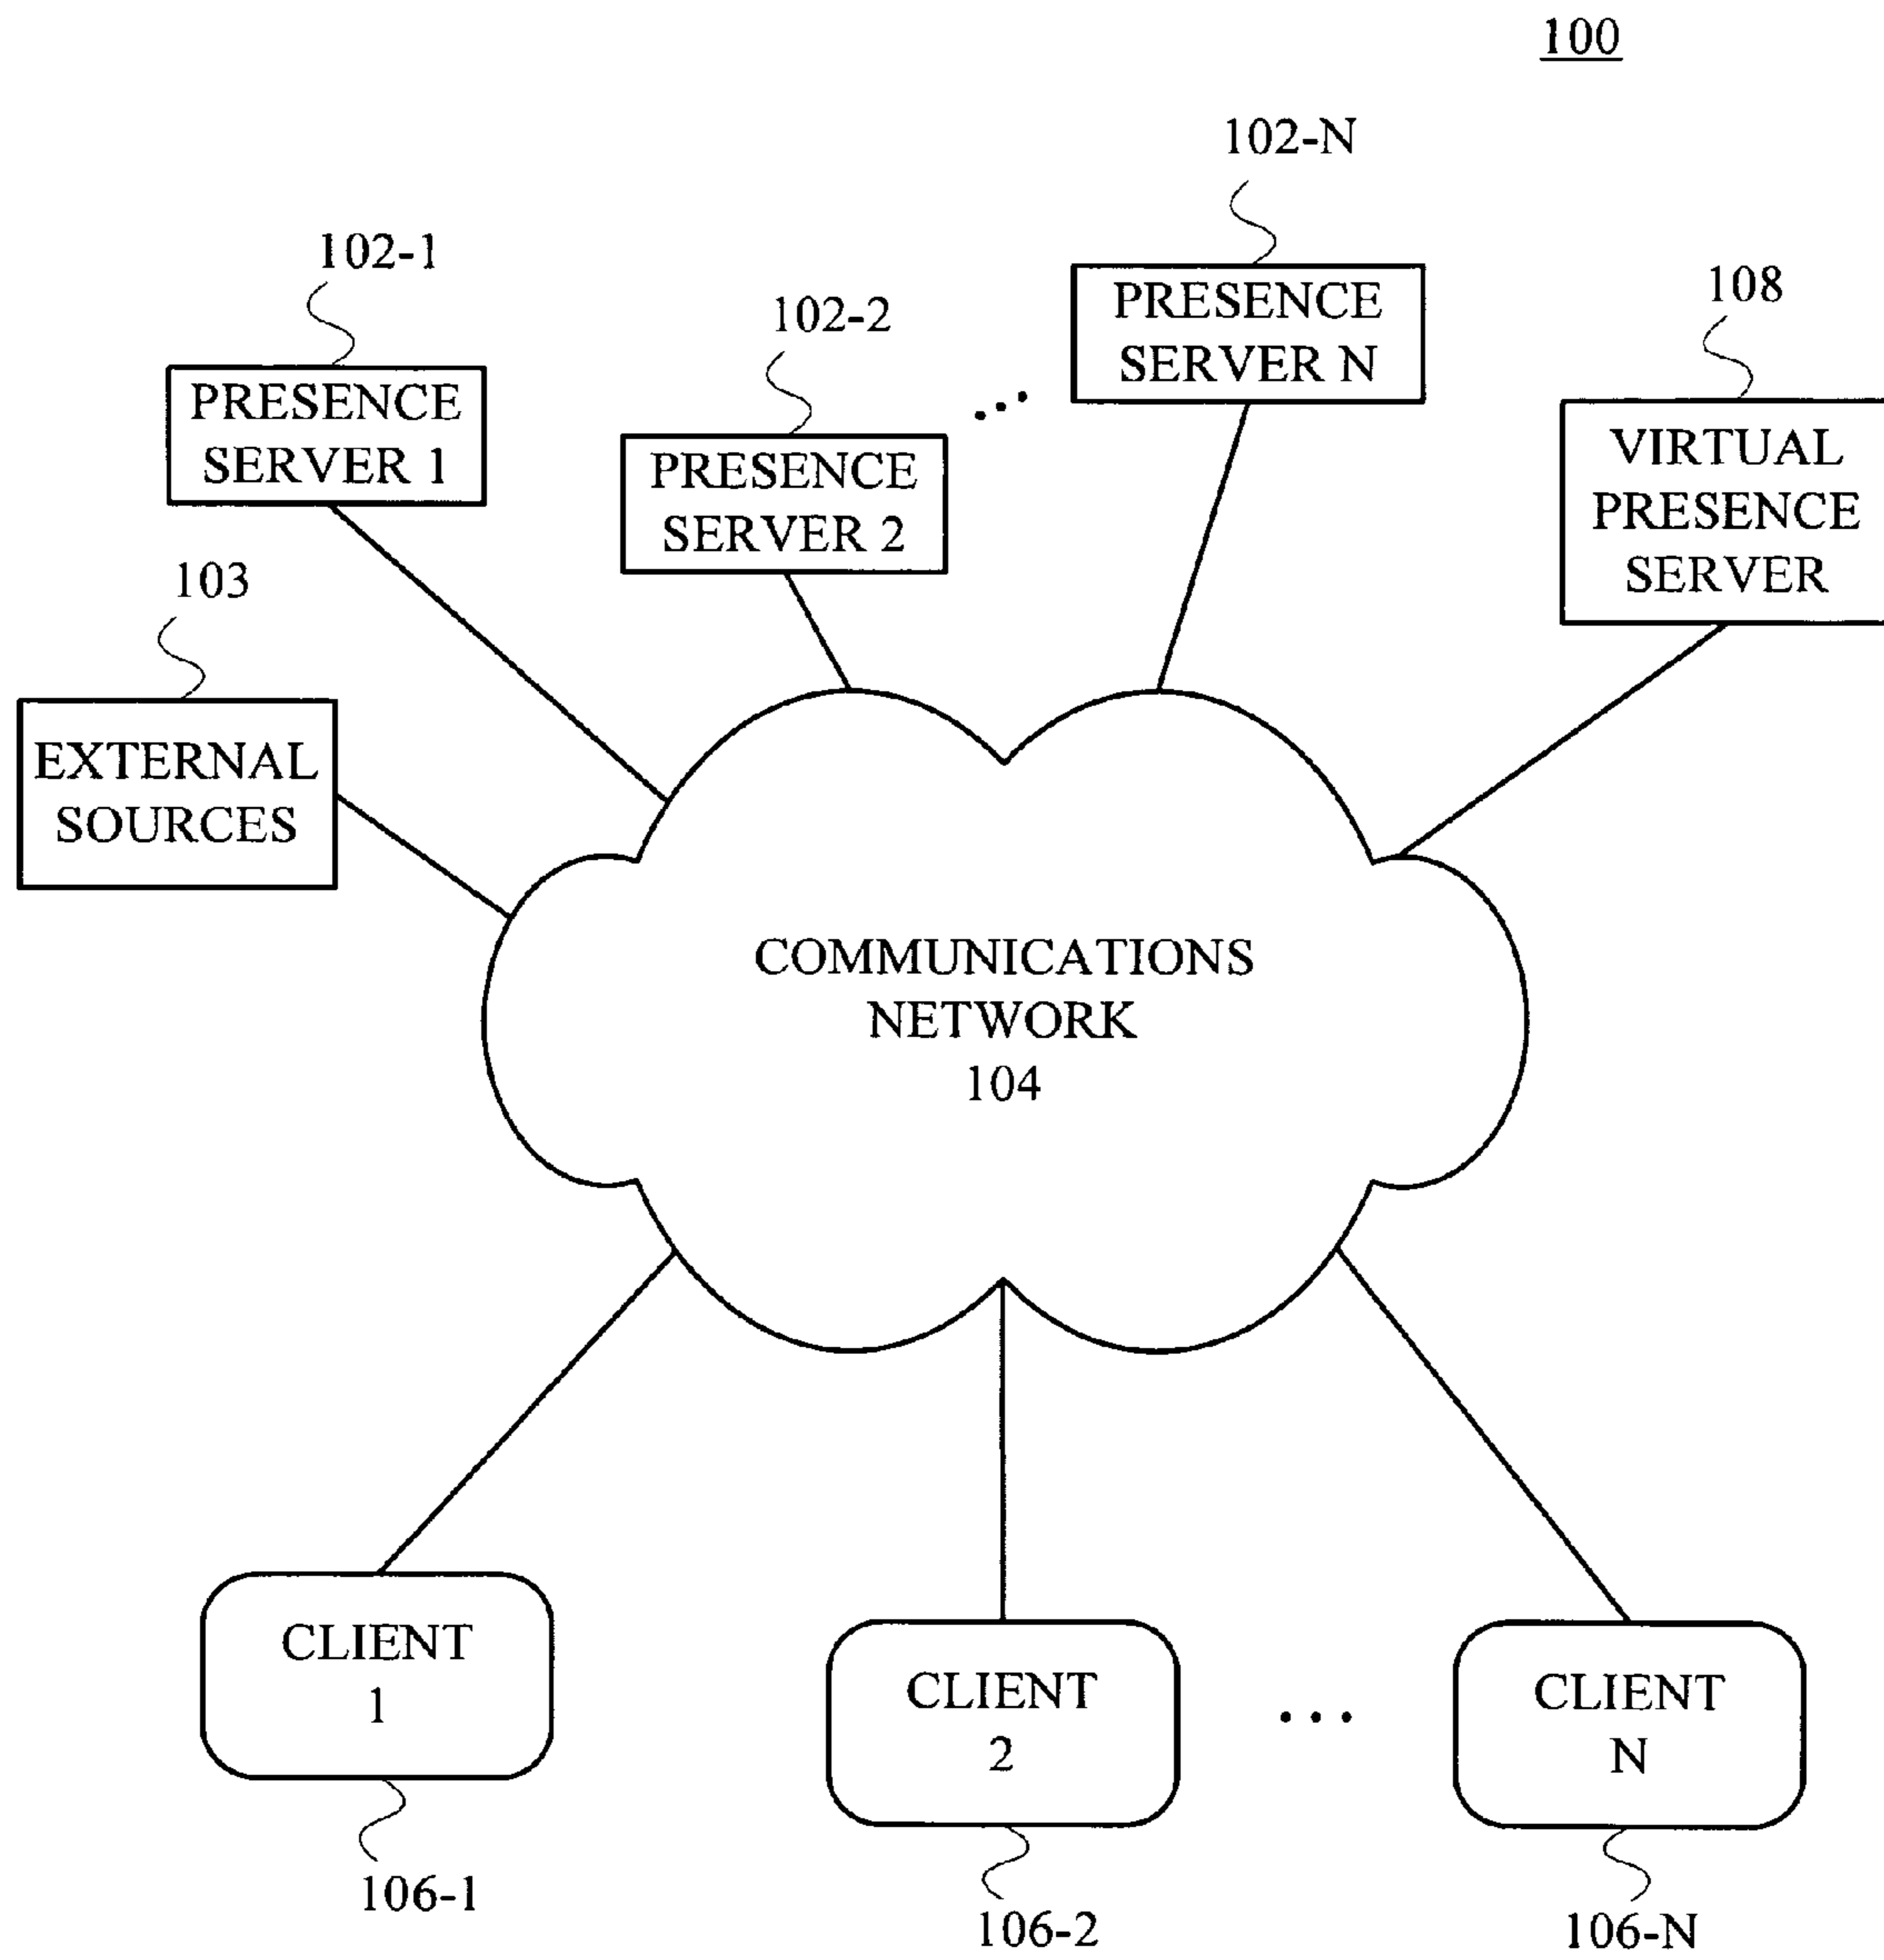 100
102-N
102-1
PRESENCE
SERVER N
108
102-2
PRESENCE
SERVER 1
VIRTUAL
PRESENCE
SERVER
PRESENCE
SERVER 2
103
EXTERNAL
SOURCES
COMMUNICATIONS
NETWORK
104
CLIENT
1
CLIENT
2
...
CLIENT
N
106-1
106-2
106-N